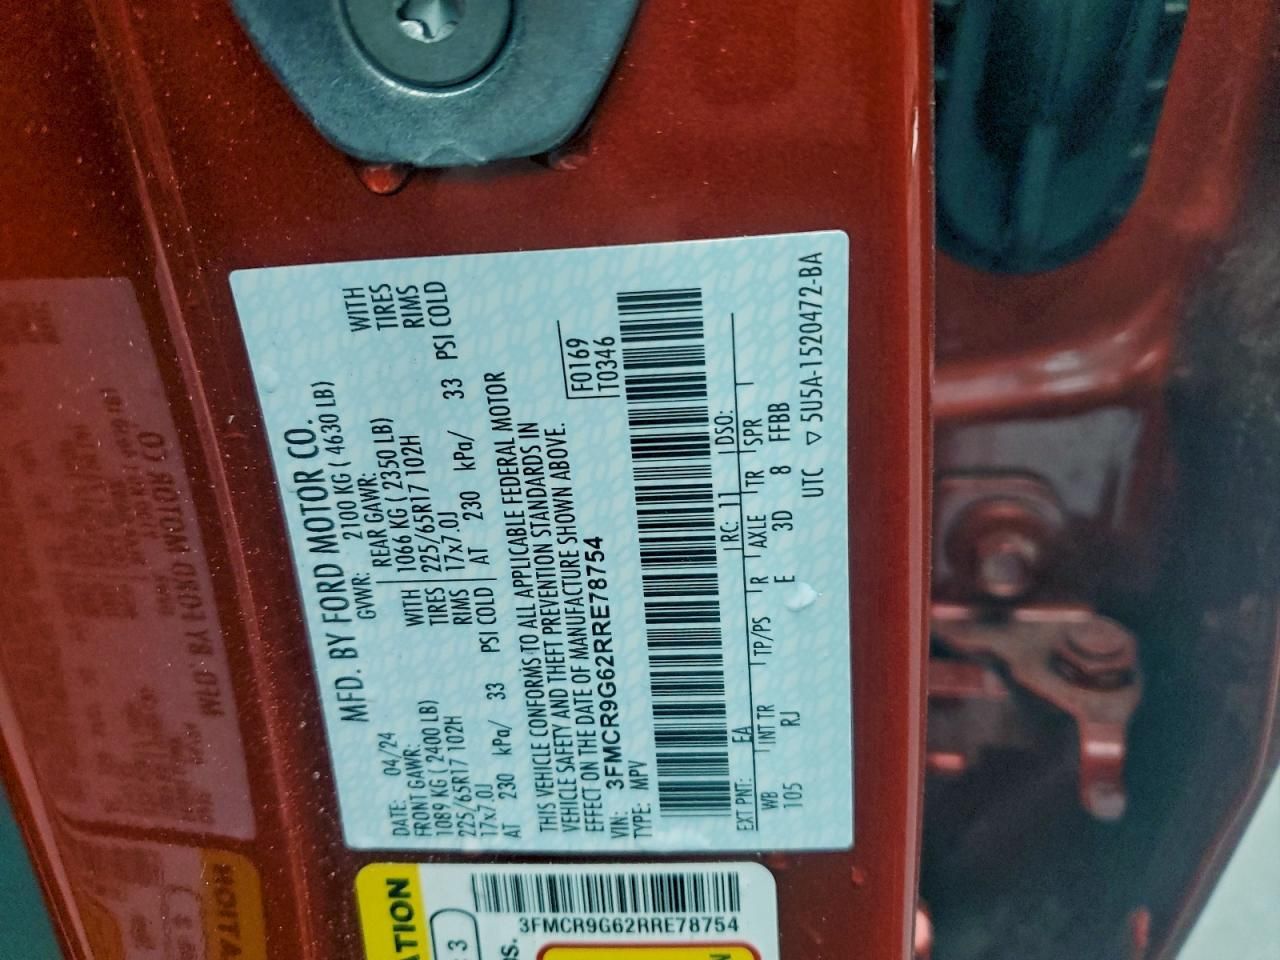 MFD. BY FORD MOTOR CO.
DATE: 04/24
GVWR: 2100 KG ( 4630 LB)
FRONT GAWR:
REAR GAWR:
1089 KG ( 2400 LB)
WITH
1066 KG ( 2350 LB)
WITH
225/65R17 102H
TIRES
225/65R17 102H
TIRES
17x7.0J
RIMS
17x7.0J
RIMS
AT 230 kPa/ 33 PSI COLD
AT 230 kPa/ 33 PSI COLD
THIS VEHICLE CONFORMS TO ALL APPLICABLE FEDERAL MOTOR
VEHICLE SAFETY AND THEFT PREVENTION STANDARDS IN
EFFECT ON THE DATE OF MANUFACTURE SHOWN ABOVE.
VIN: 3FMCR9G62RRE78754
TYPE: MPV
F0169
T0346
EXT PNT: EA RC: 11 DSO:
WB INT TR TP/PS R AXLE TR SPR
105 RJ E 3D 8 FFBB
UTC ▽ 5U5A-1520472-BA
ATION
3FMCR9G62RRE78754
3